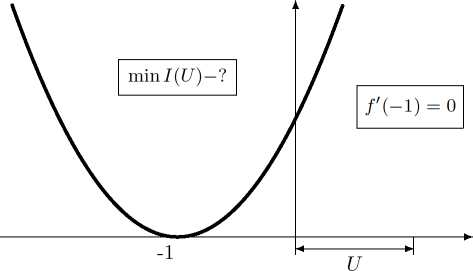 min I(U)−?
f′(−1) = 0
-1
U